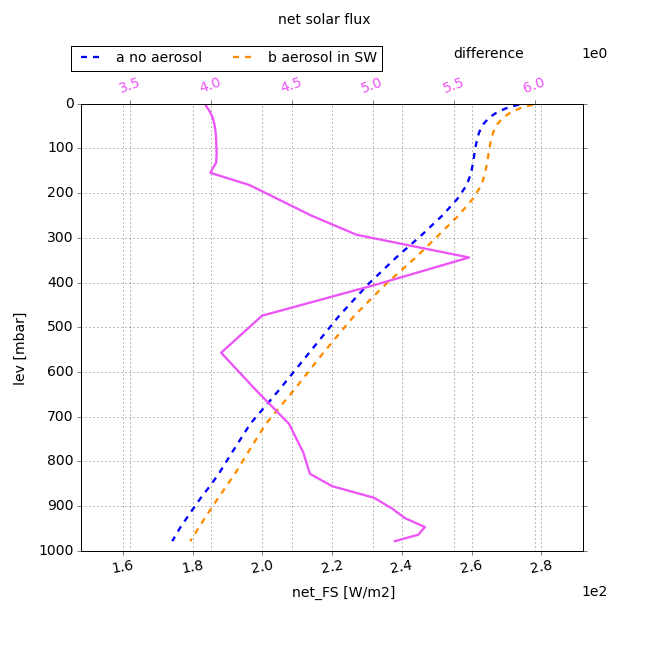 net solar flux
a no aerosol b aerosol in SW difference 1e0
3.5 4.0 4.5 5.0 5.5 6.0
0
100
200
300
400
500
600
700
800
900
1000
lev [mbar]
1.6 1.8 2.0 2.2 2.4 2.6 2.8
net_FS [W/m2] 1e2